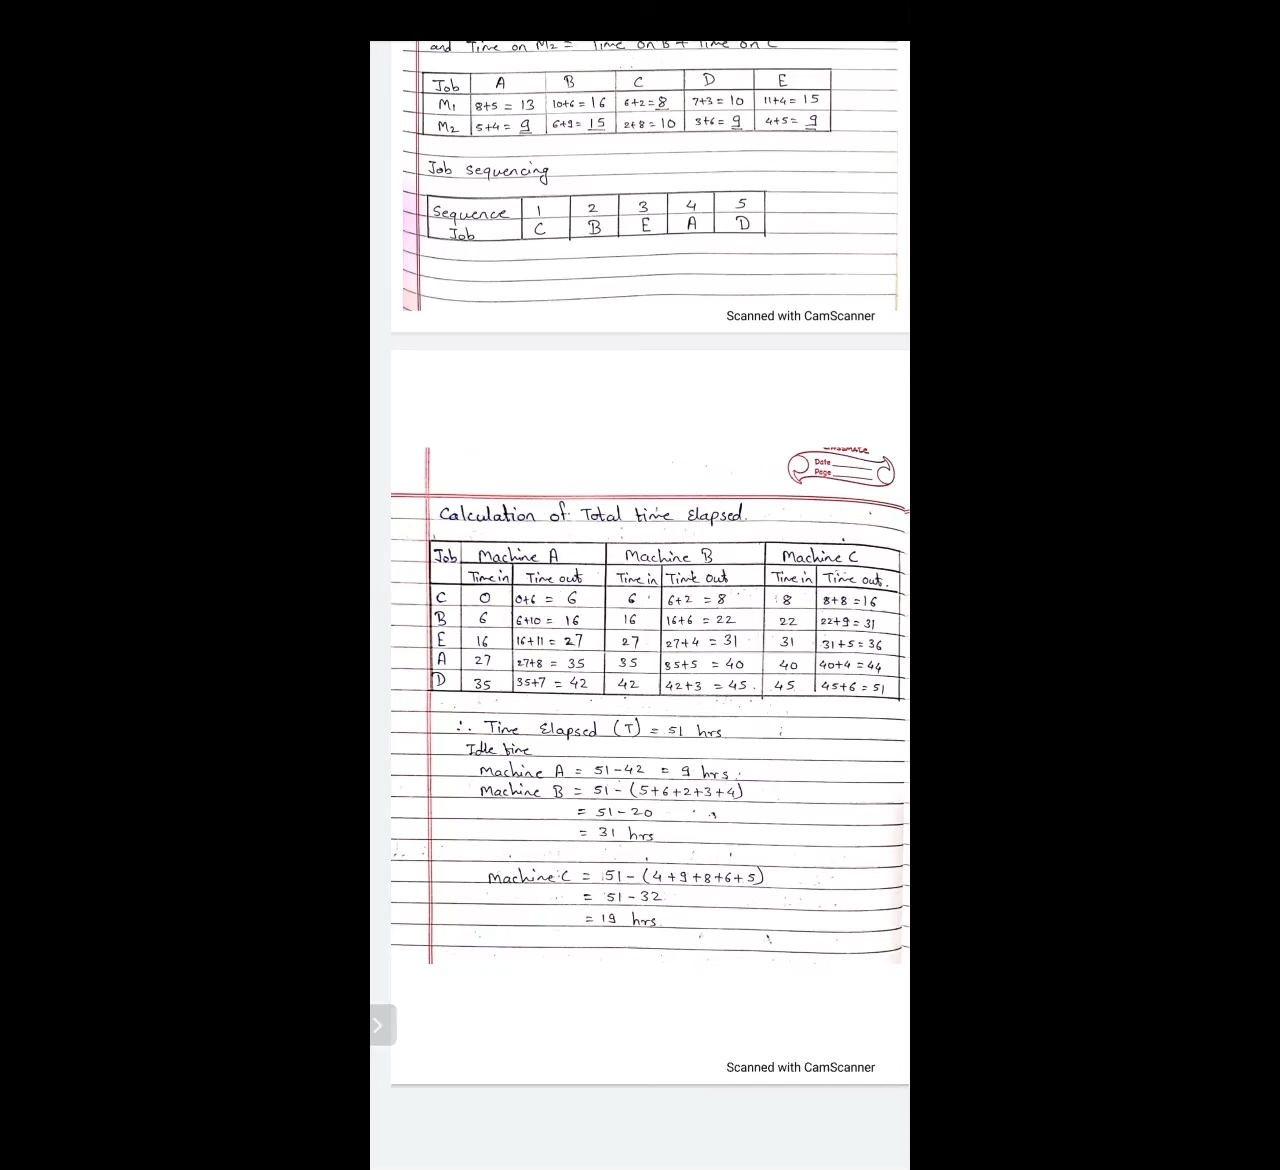 and Time on M2 = Time on B + Time on C
Job A B C D E
M1 8+5 = 13 10+6 = 16 6+2 = 8 7+3 = 10 11+4 = 15
M2 5+4 = 9 6+9 = 15 2+8 = 10 3+6 = 9 4+5 = 9
Job Sequencing
Sequence 1 2 3 4 5
Job C B E A D
Scanned with CamScanner
classmate
Date
Page
Calculation of Total time Elapsed.
Job Machine A Machine B Machine C
Time in Time out Time in Time out Time in Time out.
C 0 0+6 = 6 6 6+2 = 8 8 8+8 = 16
B 6 6+10 = 16 16 16+6 = 22 22 22+9 = 31
E 16 16+11 = 27 27 27+4 = 31 31 31+5 = 36
A 27 27+8 = 35 35 35+5 = 40 40 40+4 = 44
D 35 35+7 = 42 42 42+3 = 45. 45 45+6 = 51
∴ Time Elapsed (T) = 51 hrs
Idle time
Machine A = 51-42 = 9 hrs.
Machine B = 51-(5+6+2+3+4)
= 51-20
= 31 hrs
Machine C = 51-(4+9+8+6+5)
= 51-32
= 19 hrs
Scanned with CamScanner